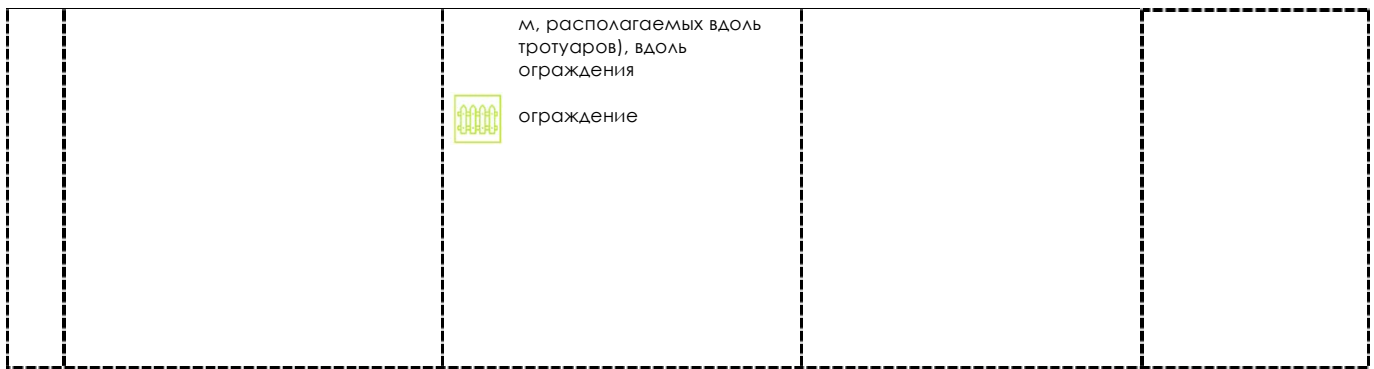 м, располагаемых вдоль
тротуаров), вдоль
ограждения
ограждение